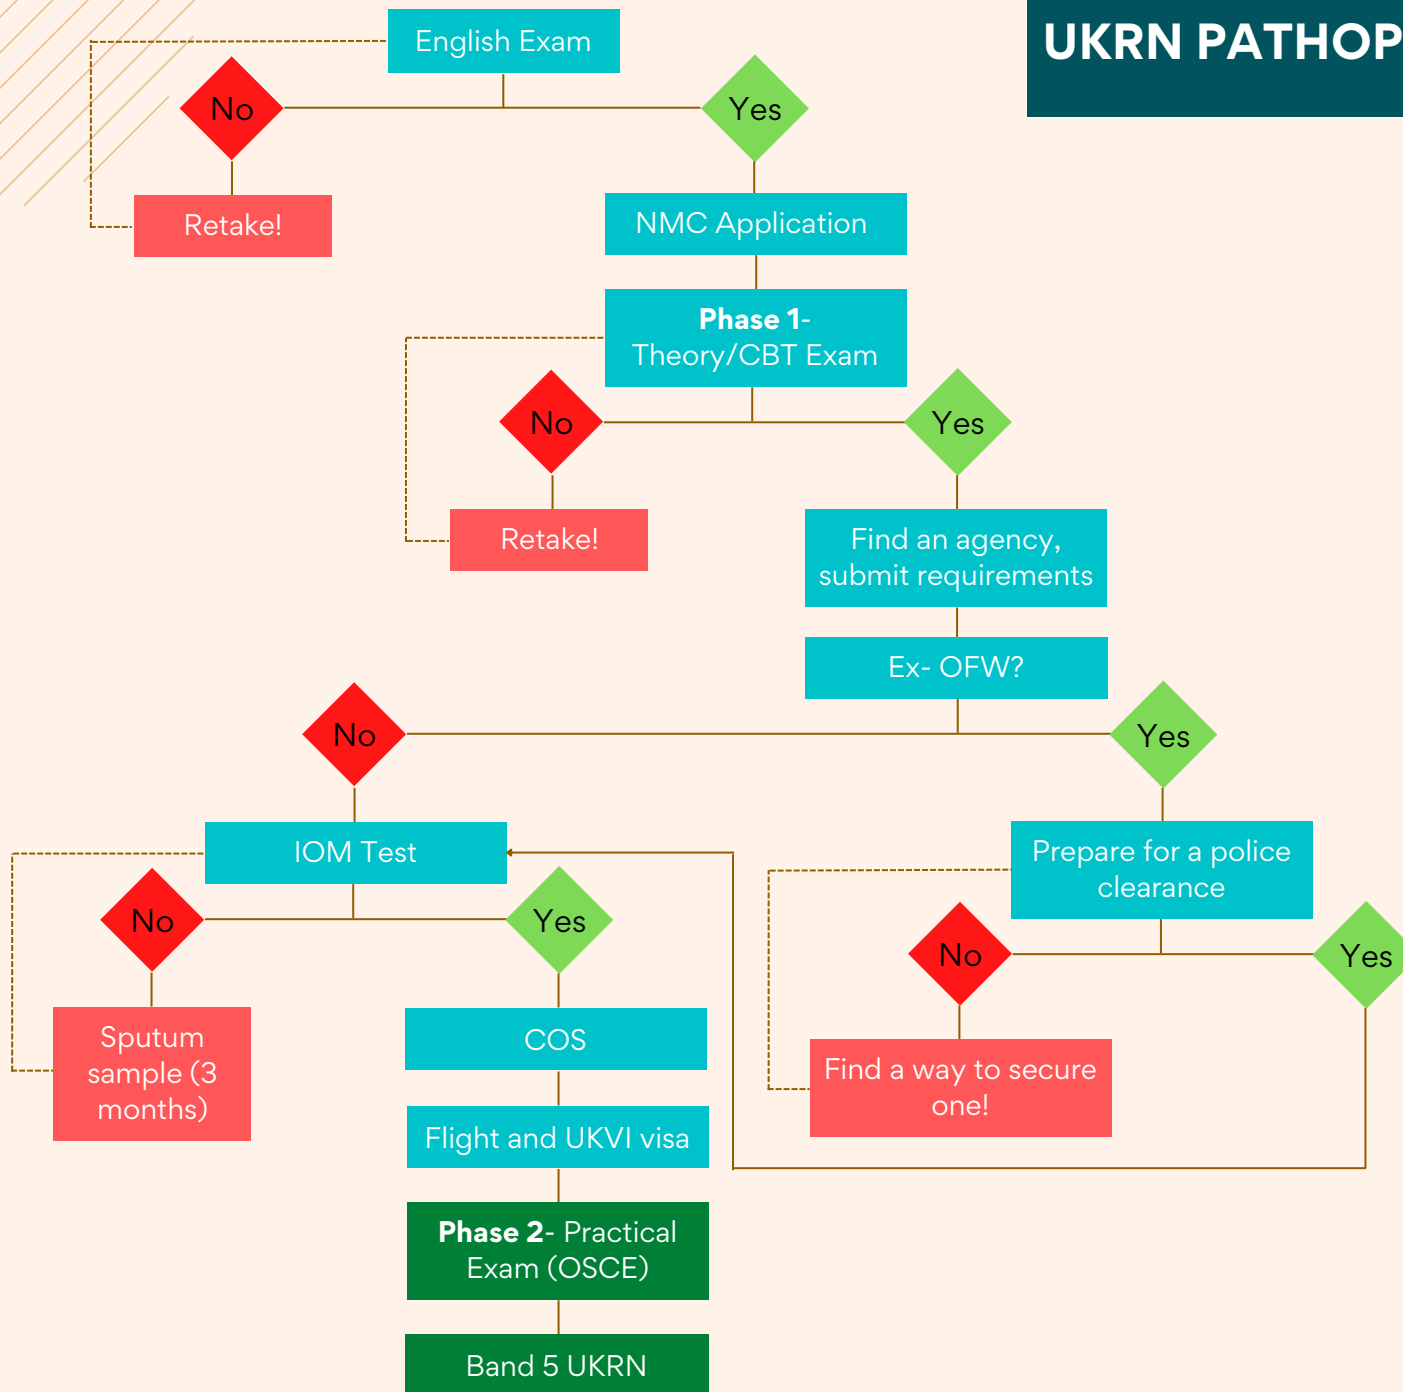 UKRN PATHOP
English Exam
No
Yes
Retake!
NMC Application
Phase 1-
Theory/CBT Exam
No
Yes
Retake!
Find an agency,
submit requirements
Ex- OFW?
No
Yes
IOM Test
Prepare for a police
clearance
No
Yes
No
Yes
Sputum
sample (3
months)
COS
Find a way to secure
one!
Flight and UKVI visa
Phase 2- Practical
Exam (OSCE)
Band 5 UKRN